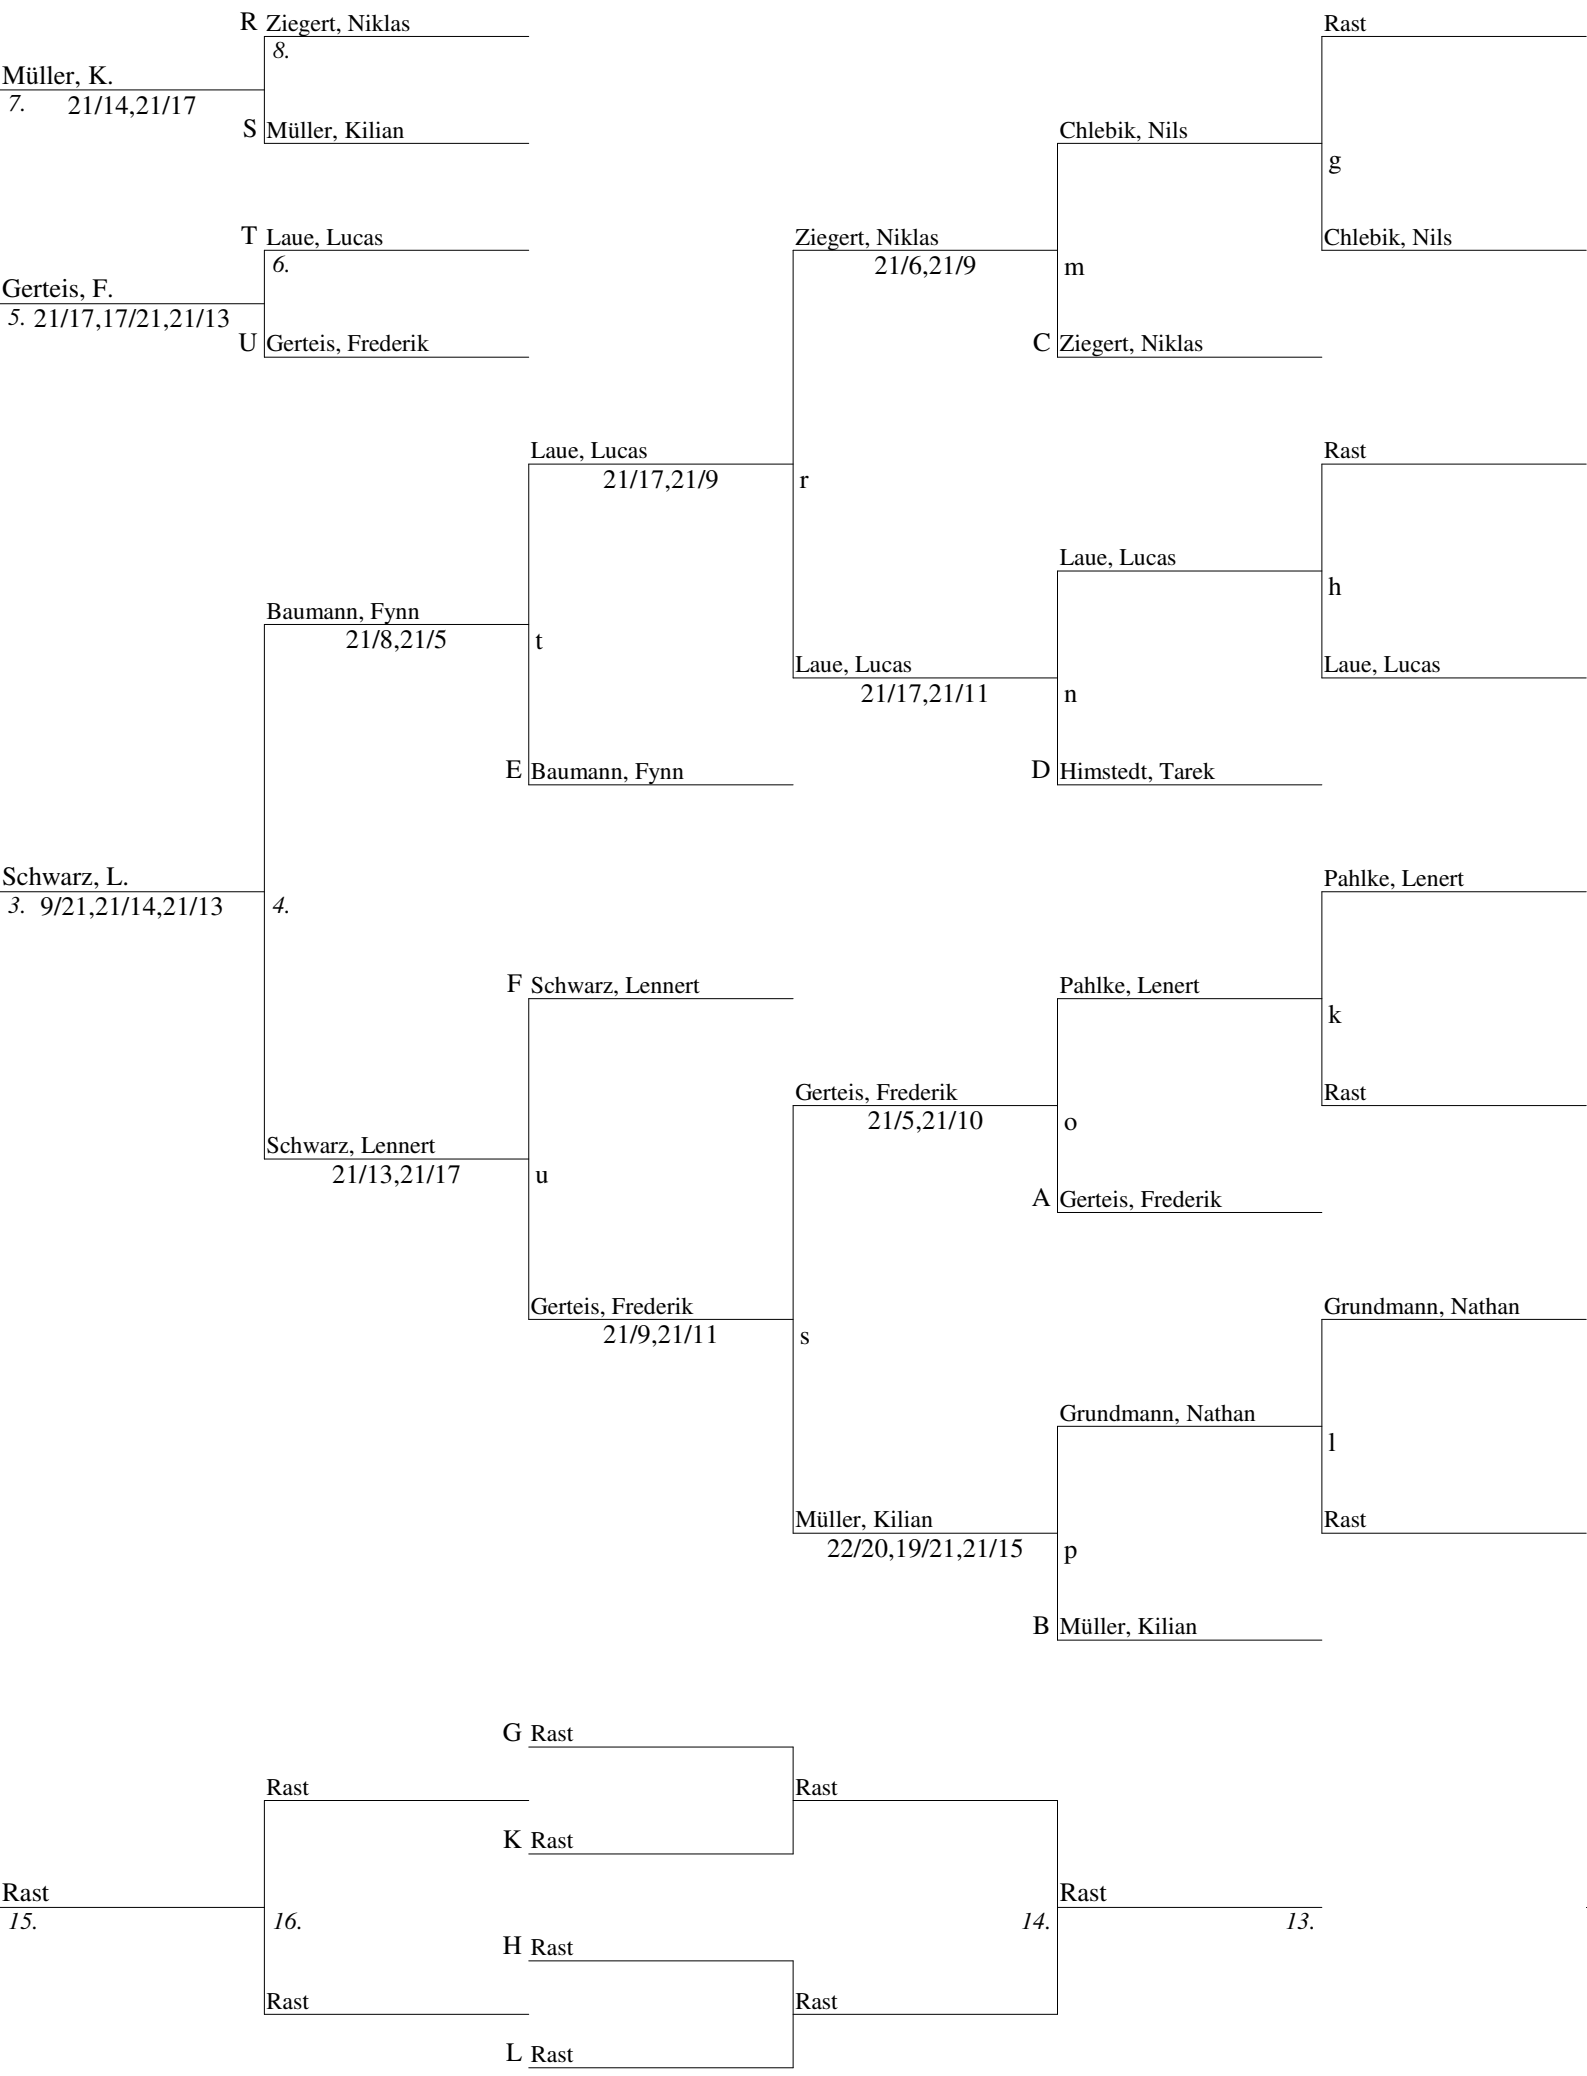 R Ziegert, Niklas
Rast
8.
Müller, K.
7. 21/14,21/17
S Müller, Kilian
Chlebik, Nils
g
T Laue, Lucas
Ziegert, Niklas
Chlebik, Nils
6.
21/6,21/9
m
Gerteis, F.
5. 21/17,17/21,21/13
U Gerteis, Frederik
C Ziegert, Niklas
Laue, Lucas
Rast
21/17,21/9
r
Laue, Lucas
h
Baumann, Fynn
21/8,21/5
t
Laue, Lucas
Laue, Lucas
21/17,21/11
n
E Baumann, Fynn
D Himstedt, Tarek
Schwarz, L.
Pahlke, Lenert
3. 9/21,21/14,21/13
4.
F Schwarz, Lennert
Pahlke, Lenert
k
Gerteis, Frederik
Rast
21/5,21/10
o
Schwarz, Lennert
21/13,21/17
u
A Gerteis, Frederik
Gerteis, Frederik
Grundmann, Nathan
21/9,21/11
s
Grundmann, Nathan
l
Müller, Kilian
Rast
22/20,19/21,21/15
p
B Müller, Kilian
G Rast
Rast
Rast
K Rast
Rast
Rast
15.
16.
14.
13.
H Rast
Rast
Rast
L Rast